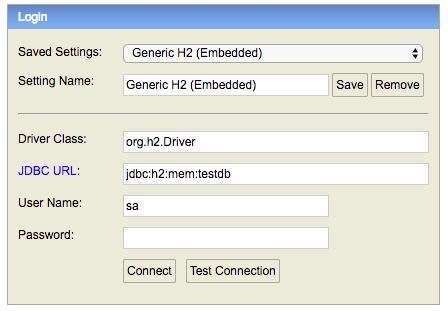 Login
Saved Settings: Generic H2 (Embedded)
Setting Name: Generic H2 (Embedded) Save Remove
Driver Class: org.h2.Driver
JDBC URL: jdbc:h2:mem:testdb
User Name: sa
Password:
Connect Test Connection